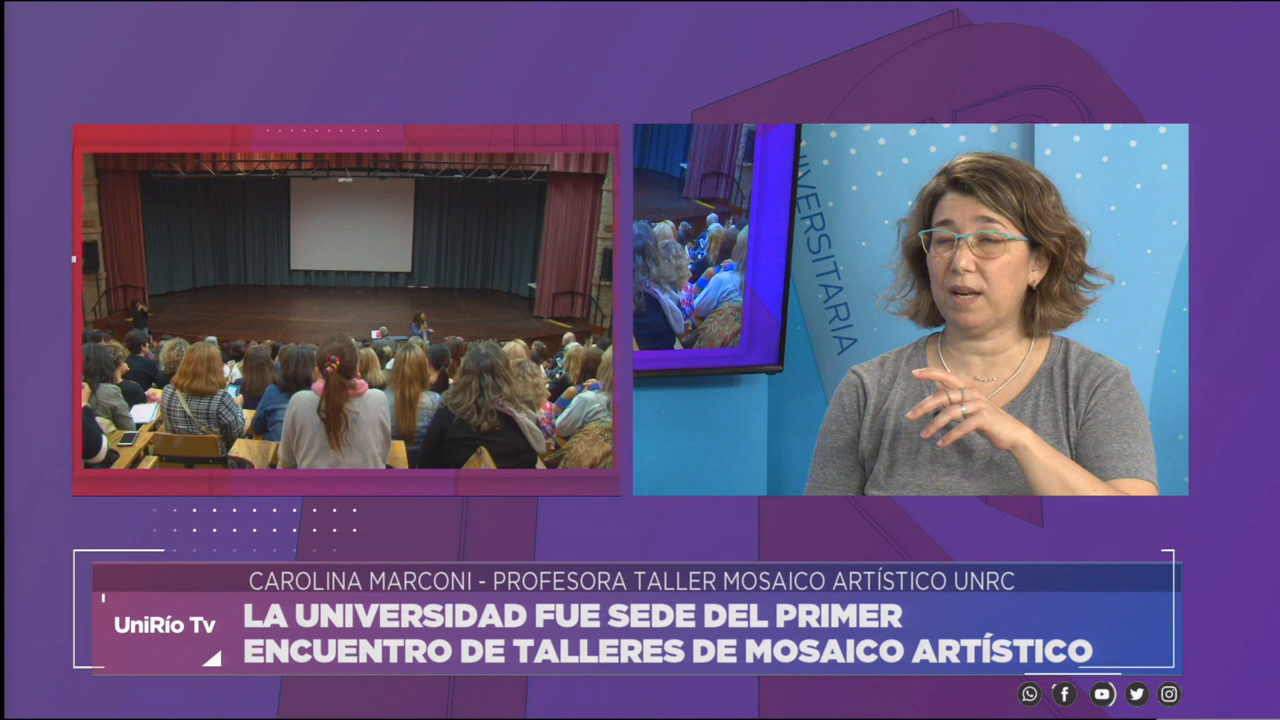 IVERSITARIA
CAROLINA MARCONI - PROFESORA TALLER MOSAICO ARTÍSTICO UNRC
UniRío Tv
LA UNIVERSIDAD FUE SEDE DEL PRIMER
ENCUENTRO DE TALLERES DE MOSAICO ARTÍSTICO